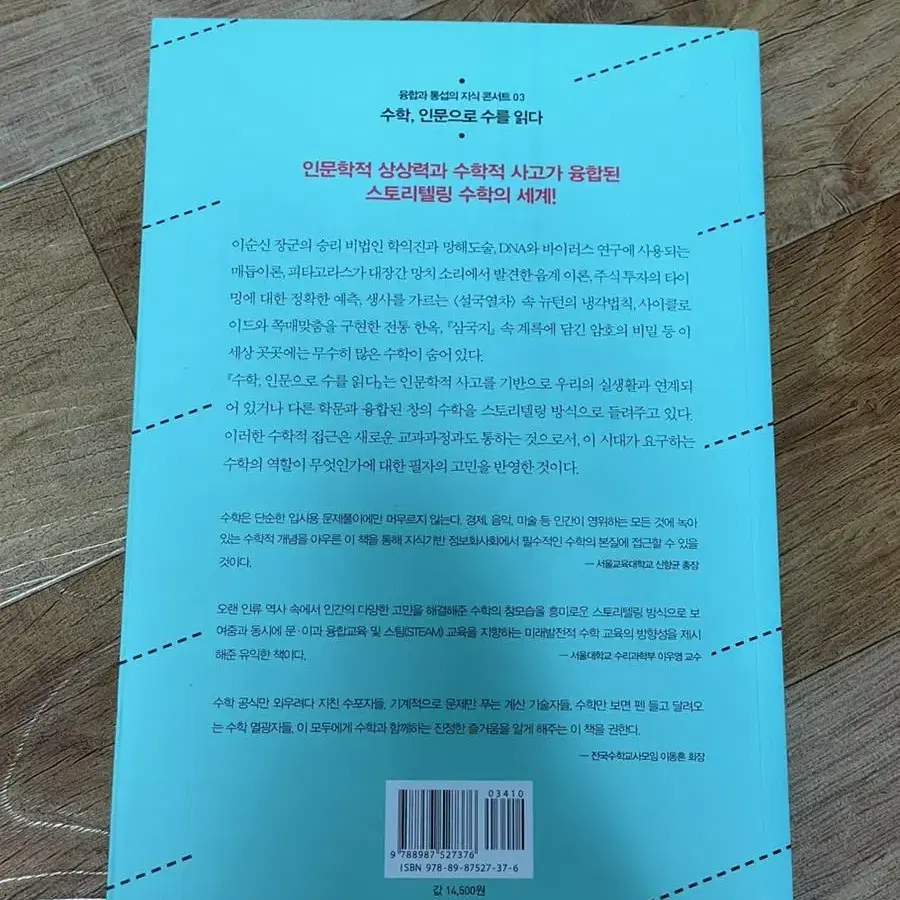 융합과 통섭의 지식 콘서트 03
수학, 인문으로 수를 읽다
인문학적 상상력과 수학적 사고가 융합된
스토리텔링 수학의 세계!
이순신 장군의 승리 비법인 학익진과 망해도술, DNA와 바이러스 연구에 사용되는
매듭이론, 피타고라스가 대장간 망치 소리에서 발견한 음계 이론, 주식 투자의 타이
밍에 대한 정확한 예측, 생사를 가르는 〈설국열차〉 속 뉴턴의 냉각법칙, 사이클로
이드와 쪽매맞춤을 구현한 전통 한옥, 『삼국지』 속 계륵에 담긴 암호의 비밀 등 이
세상 곳곳에는 무수히 많은 수학이 숨어 있다.
『수학, 인문으로 수를 읽다』는 인문학적 사고를 기반으로 우리의 실생활과 연계되
어 있거나 다른 학문과 융합된 창의 수학을 스토리텔링 방식으로 들려주고 있다.
이러한 수학적 접근은 새로운 교과과정과도 통하는 것으로서, 이 시대가 요구하는
수학의 역할이 무엇인가에 대한 필자의 고민을 반영한 것이다.
수학은 단순한 입시용 문제풀이에만 머무르지 않는다. 경제, 음악, 미술 등 인간이 영위하는 모든 것에 녹아
있는 수학적 개념을 아우른 이 책을 통해 지식기반 정보화사회에서 필수적인 수학의 본질에 접근할 수 있을
것이다. ― 서울교육대학교 신항균 총장
오랜 인류 역사 속에서 인간의 다양한 고민을 해결해준 수학의 참모습을 흥미로운 스토리텔링 방식으로 보
여줌과 동시에 문·이과 융합교육 및 스팀(STEAM) 교육을 지향하는 미래발전적 수학 교육의 방향성을 제시
해준 유익한 책이다. ― 서울대학교 수리과학부 이우영 교수
수학 공식만 외우려다 지친 수포자들, 기계적으로 문제만 푸는 계산 기술자들, 수학만 보면 펜 들고 달려오
는 수학 열광자들, 이 모두에게 수학과 함께하는 진정한 즐거움을 알게 해주는 이 책을 권한다.
― 전국수학교사모임 이동흔 회장
03410
9 788987 527376
ISBN 978-89-87527-37-6
값 14,500원